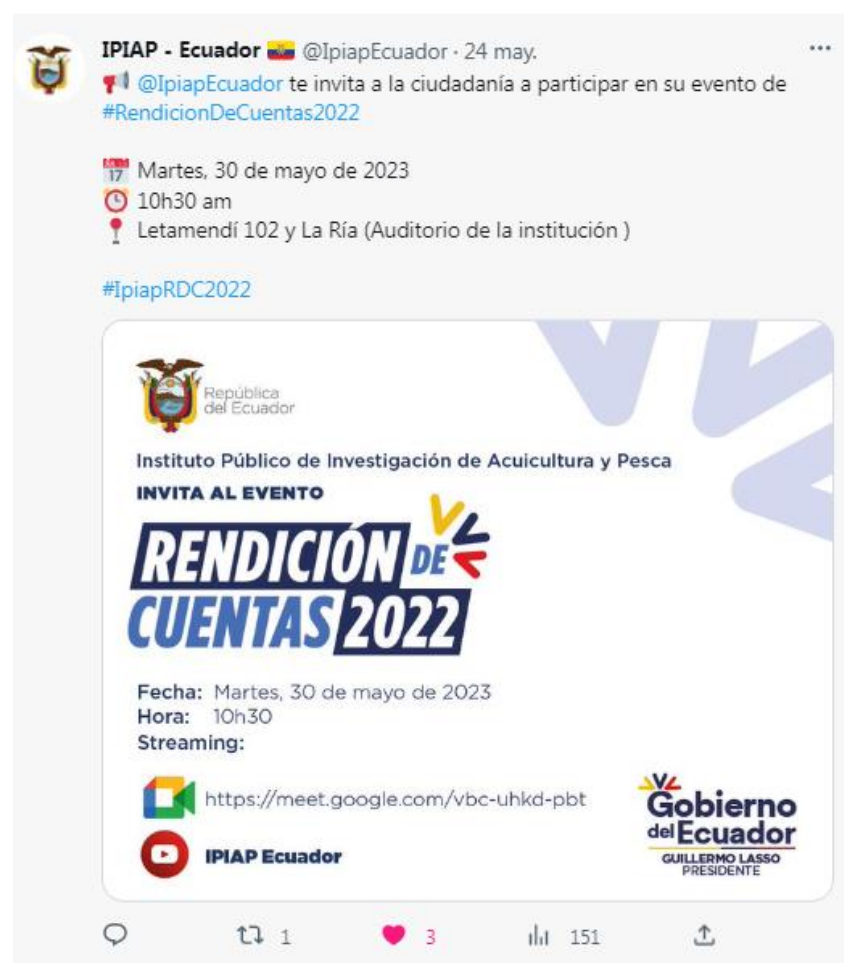 IPIAP - Ecuador 🇪🇨 @IpiapEcuador · 24 may.
@IpiapEcuador te invita a la ciudadanía a participar en su evento de
#RendicionDeCuentas2022
17 Martes, 30 de mayo de 2023
10h30 am
Letamendí 102 y La Ría (Auditorio de la institución )
#IpiapRDC2022
República
del Ecuador
Instituto Público de Investigación de Acuicultura y Pesca
INVITA AL EVENTO
RENDICIÓN DE
CUENTAS 2022
Fecha: Martes, 30 de mayo de 2023
Hora: 10h30
Streaming:
https://meet.google.com/vbc-uhkd-pbt
IPIAP Ecuador
Gobierno
del Ecuador
GUILLERMO LASSO
PRESIDENTE
1 3 151